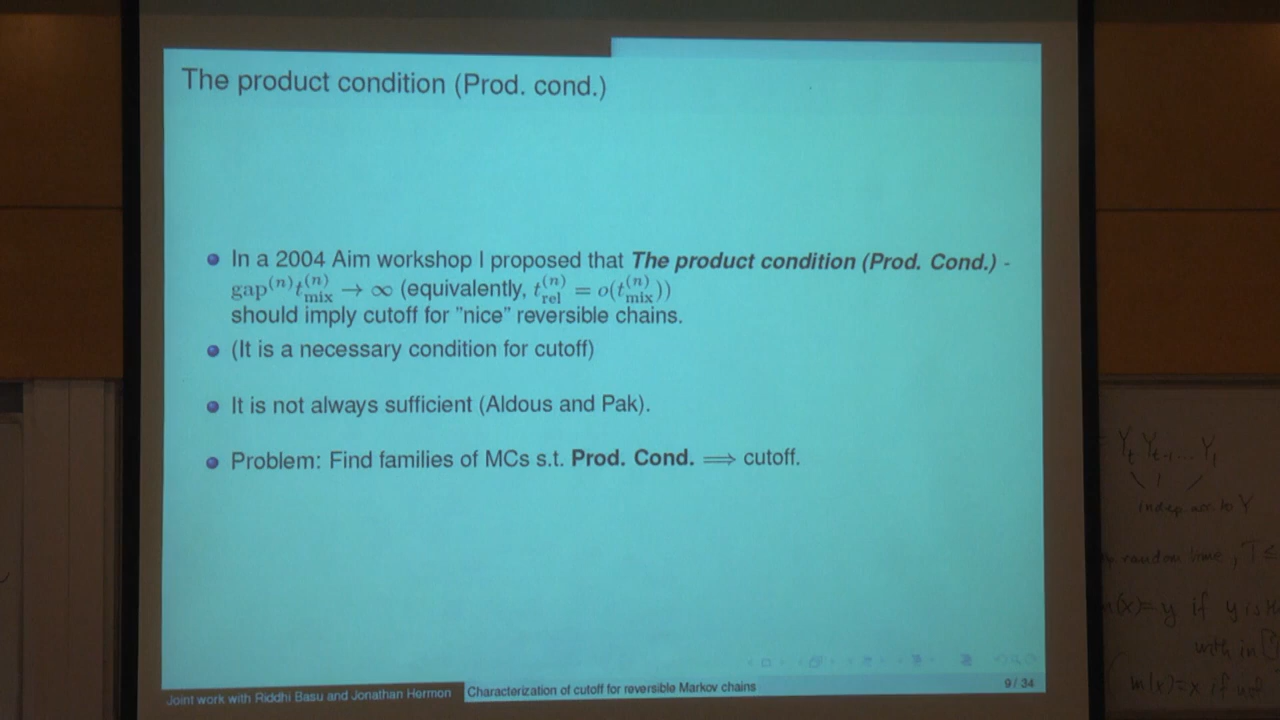 The product condition (Prod. cond.)
In a 2004 Aim workshop I proposed that The product condition (Prod. Cond.) -
gap⁽ⁿ⁾t_mix⁽ⁿ⁾ → ∞ (equivalently, t_rel⁽ⁿ⁾ = o(t_mix⁽ⁿ⁾))
should imply cutoff for "nice" reversible chains.
(It is a necessary condition for cutoff)
It is not always sufficient (Aldous and Pak).
Problem: Find families of MCs s.t. Prod. Cond. ⟹ cutoff.
Joint work with Riddhi Basu and Jonathan Hermon
Characterization of cutoff for reversible Markov chains
9 / 34
Y_t Y_t-1 ... Y_1
indep. acc. to Y
random time, T ≤
(x)=y if y is
with in
m(x)=x if not